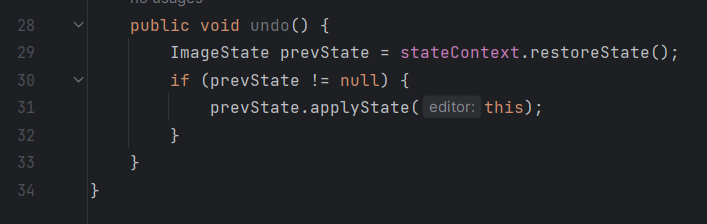 no usages
28 public void undo() {
29 ImageState prevState = stateContext.restoreState();
30 if (prevState != null) {
31 prevState.applyState( editor: this);
32 }
33 }
34 }